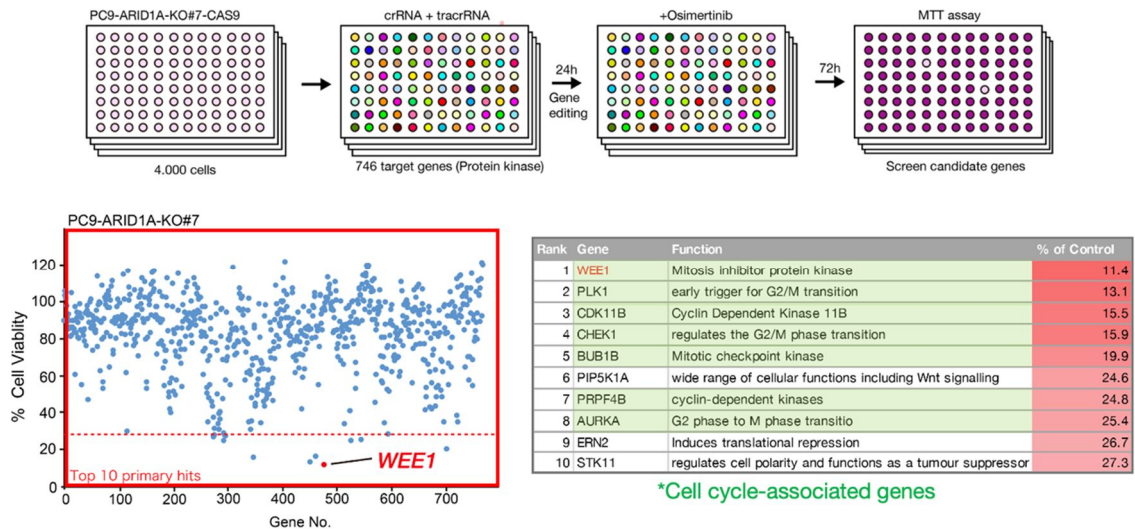 PC9-ARID1A-KO#7-CAS9
crRNA + tracrRNA
+Osimertinib
MTT assay
24h
Gene
editing
72h
4.000 cells
746 target genes (Protein kinase)
Screen candidate genes
PC9-ARID1A-KO#7
% Cell Viablity
120
100
80
60
40
20
0
Top 10 primary hits
WEE1
0 100 200 300 400 500 600 700
Gene No.
Rank Gene Function % of Control
1 WEE1 Mitosis inhibitor protein kinase 11.4
2 PLK1 early trigger for G2/M transition 13.1
3 CDK11B Cyclin Dependent Kinase 11B 15.5
4 CHEK1 regulates the G2/M phase transition 15.9
5 BUB1B Mitotic checkpoint kinase 19.9
6 PIP5K1A wide range of cellular functions including Wnt signalling 24.6
7 PRPF4B cyclin-dependent kinases 24.8
8 AURKA G2 phase to M phase transitio 25.4
9 ERN2 Induces translational repression 26.7
10 STK11 regulates cell polarity and functions as a tumour suppressor 27.3
*Cell cycle-associated genes